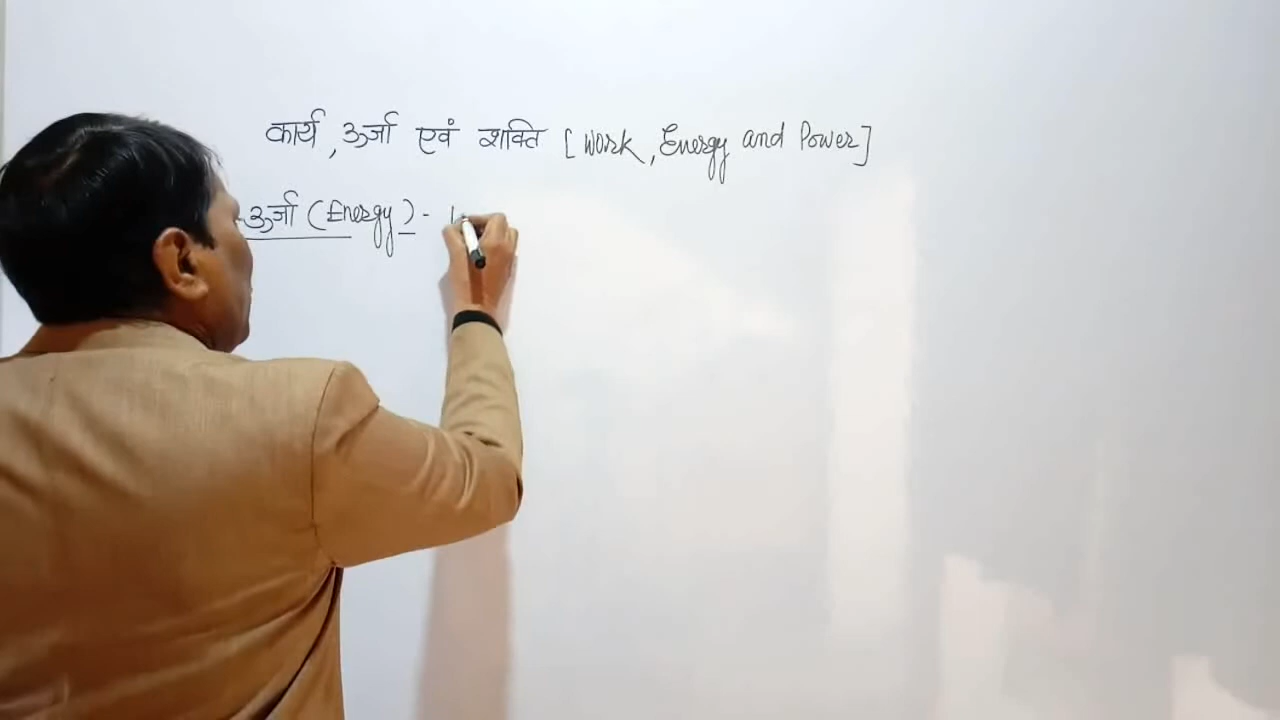 कार्य, ऊर्जा एवं शक्ति [Work, Energy and Power]
ऊर्जा (Energy) -